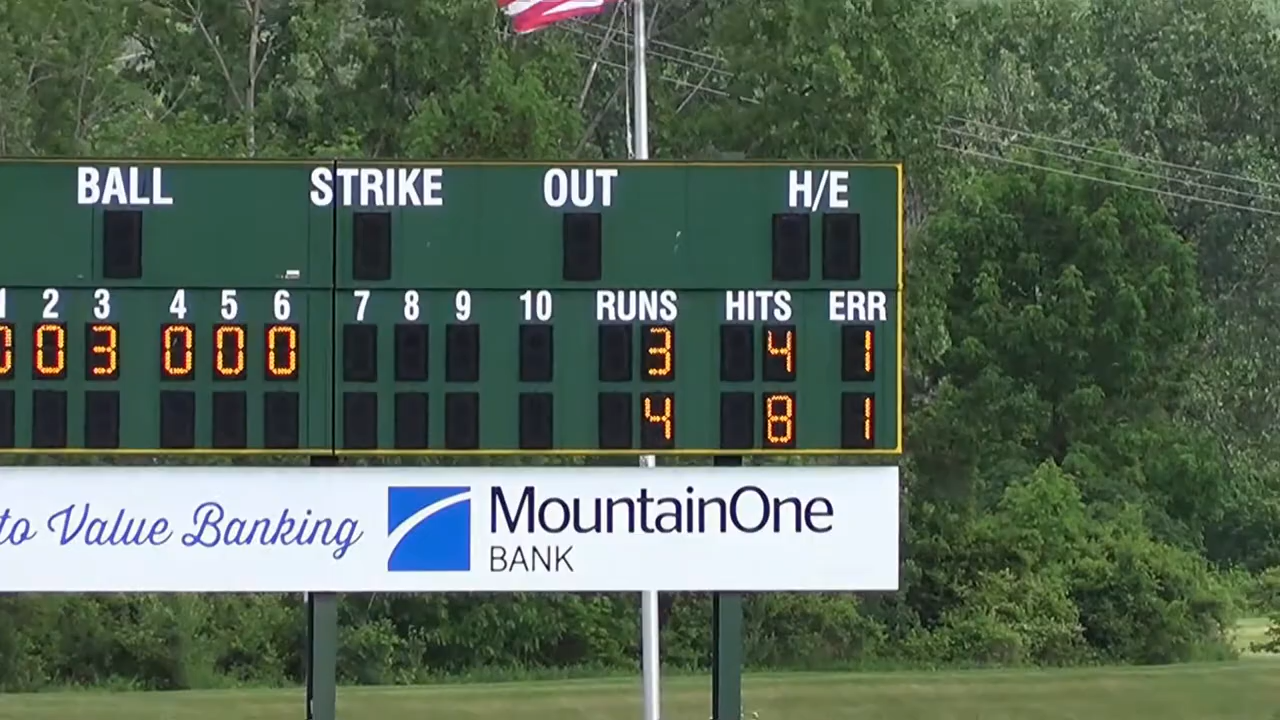 BALL STRIKE OUT H/E
1 2 3 4 5 6 7 8 9 10 RUNS HITS ERR
0 0 3 0 0 0 3 4 1
4 8 1
to Value Banking
MountainOne
BANK